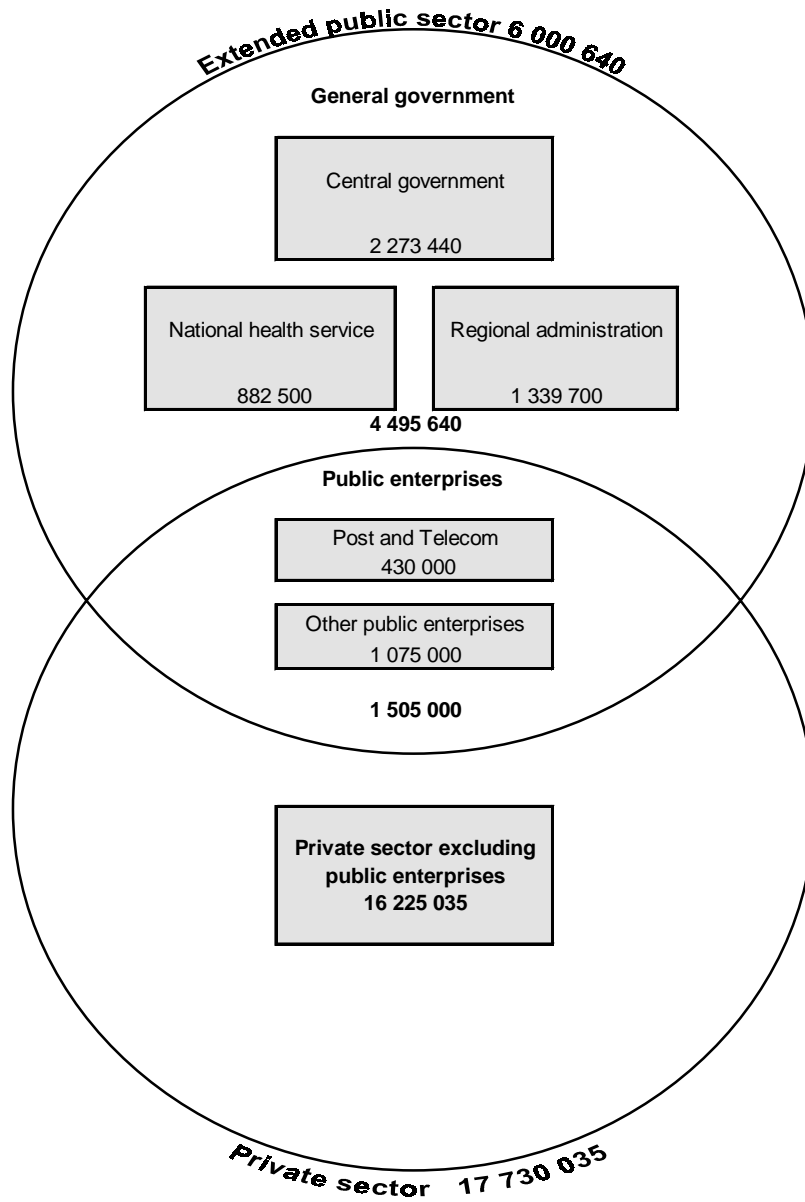 Extended public sector 6 000 640
General government
Central government
2 273 440
National health service
882 500
Regional administration
1 339 700
4 495 640
Public enterprises
Post and Telecom
430 000
Other public enterprises
1 075 000
1 505 000
Private sector excluding
public enterprises
16 225 035
Private sector 17 730 035